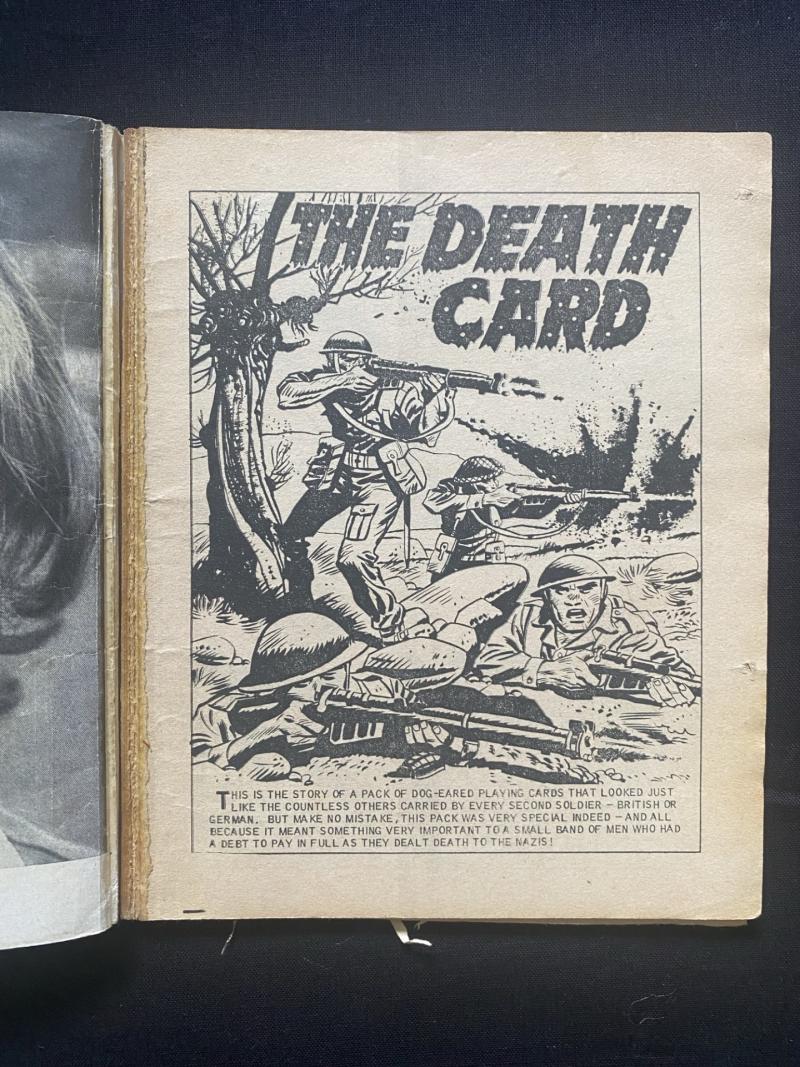 THE DEATH
CARD
THIS IS THE STORY OF A PACK OF DOG-EARED PLAYING CARDS THAT LOOKED JUST
LIKE THE COUNTLESS OTHERS CARRIED BY EVERY SECOND SOLDIER – BRITISH OR
GERMAN. BUT MAKE NO MISTAKE, THIS PACK WAS VERY SPECIAL INDEED – AND ALL
BECAUSE IT MEANT SOMETHING VERY IMPORTANT TO A SMALL BAND OF MEN WHO HAD
A DEBT TO PAY IN FULL AS THEY DEALT DEATH TO THE NAZIS!